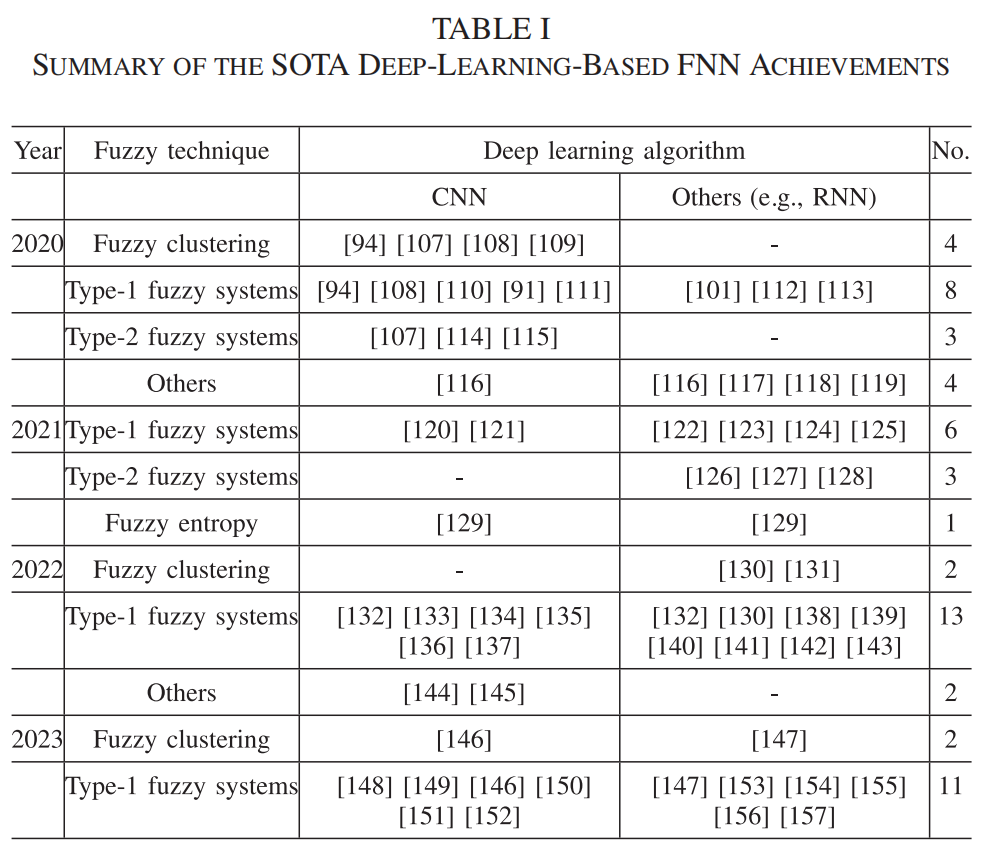 TABLE I
SUMMARY OF THE SOTA DEEP-LEARNING-BASED FNN ACHIEVEMENTS
Year Fuzzy technique Deep learning algorithm No.
CNN Others (e.g., RNN)
2020 Fuzzy clustering [94] [107] [108] [109] - 4
Type-1 fuzzy systems [94] [108] [110] [91] [111] [101] [112] [113] 8
Type-2 fuzzy systems [107] [114] [115] - 3
Others [116] [116] [117] [118] [119] 4
2021 Type-1 fuzzy systems [120] [121] [122] [123] [124] [125] 6
Type-2 fuzzy systems - [126] [127] [128] 3
Fuzzy entropy [129] [129] 1
2022 Fuzzy clustering - [130] [131] 2
Type-1 fuzzy systems [132] [133] [134] [135] [132] [130] [138] [139] 13
[136] [137] [140] [141] [142] [143]
Others [144] [145] - 2
2023 Fuzzy clustering [146] [147] 2
Type-1 fuzzy systems [148] [149] [146] [150] [147] [153] [154] [155] 11
[151] [152] [156] [157]